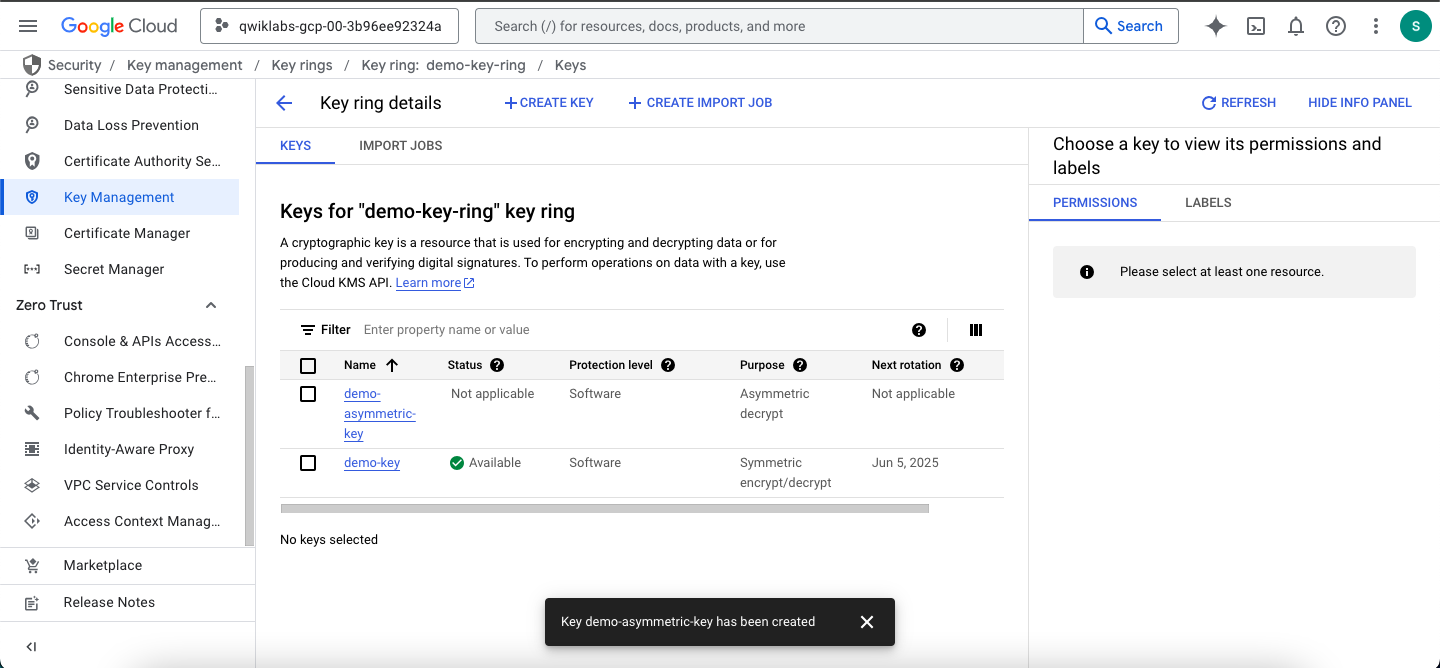 Google Cloud
qwiklabs-gcp-00-3b96ee92324a
Search (/) for resources, docs, products, and more
Search
S
Security / Key management / Key rings / Key ring: demo-key-ring / Keys
Sensitive Data Protecti...
Data Loss Prevention
Certificate Authority Se...
Key Management
Certificate Manager
Secret Manager
Zero Trust
Console & APIs Access...
Chrome Enterprise Pre...
Policy Troubleshooter f...
Identity-Aware Proxy
VPC Service Controls
Access Context Manag...
Marketplace
Release Notes
Key ring details
CREATE KEY
CREATE IMPORT JOB
REFRESH
HIDE INFO PANEL
KEYS
IMPORT JOBS
Keys for "demo-key-ring" key ring
A cryptographic key is a resource that is used for encrypting and decrypting data or for
producing and verifying digital signatures. To perform operations on data with a key, use
the Cloud KMS API. Learn more
Filter Enter property name or value
Name Status Protection level Purpose Next rotation
demo- Not applicable Software Asymmetric Not applicable
asymmetric- decrypt
key
demo-key Available Software Symmetric Jun 5, 2025
encrypt/decrypt
No keys selected
Choose a key to view its permissions and
labels
PERMISSIONS
LABELS
Please select at least one resource.
Key demo-asymmetric-key has been created